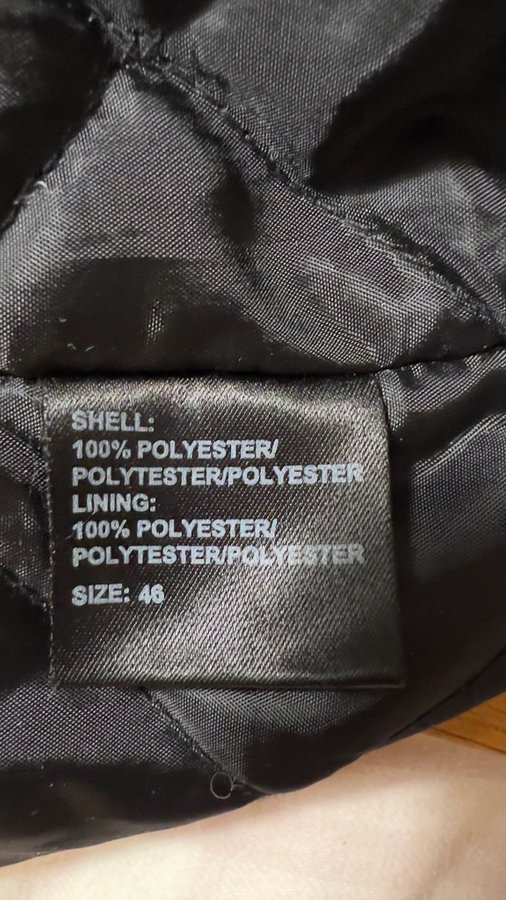 SHELL:
100% POLYESTER/
POLYTESTER/POLYESTER
LINING:
100% POLYESTER/
POLYTESTER/POLYESTER
SIZE: 46